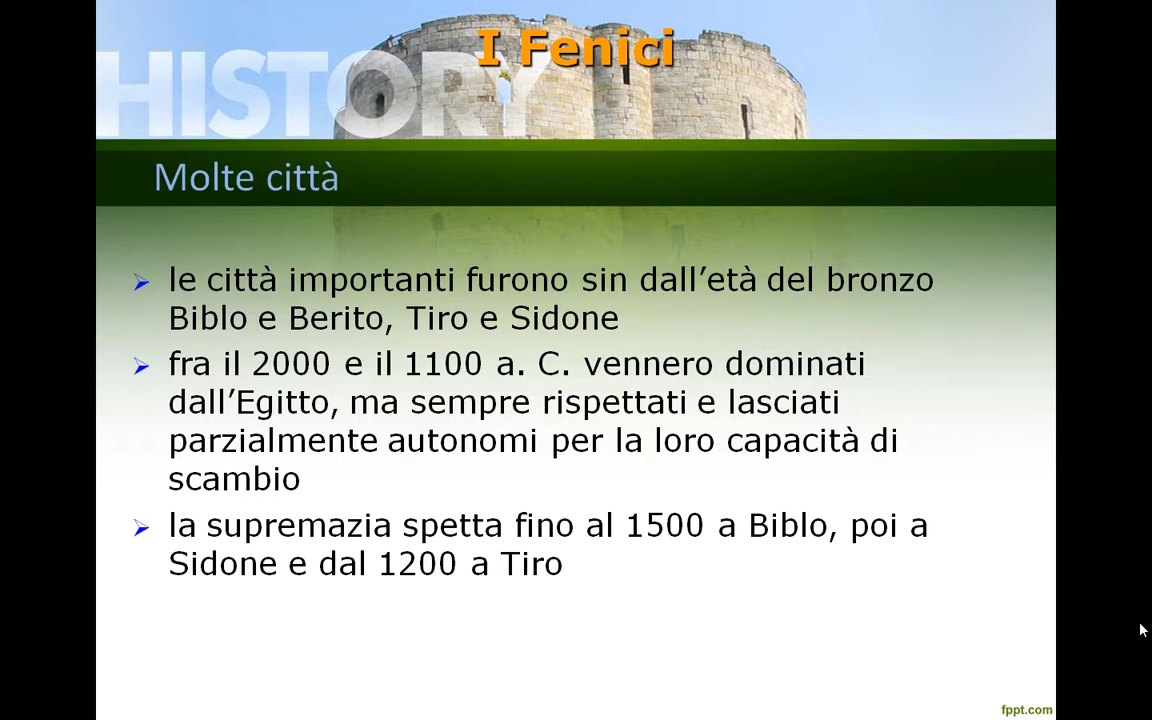 I Fenici
HISTORY
Molte città
le città importanti furono sin dall’età del bronzo
Biblo e Berito, Tiro e Sidone
fra il 2000 e il 1100 a. C. vennero dominati
dall’Egitto, ma sempre rispettati e lasciati
parzialmente autonomi per la loro capacità di
scambio
la supremazia spetta fino al 1500 a Biblo, poi a
Sidone e dal 1200 a Tiro
fppt.com